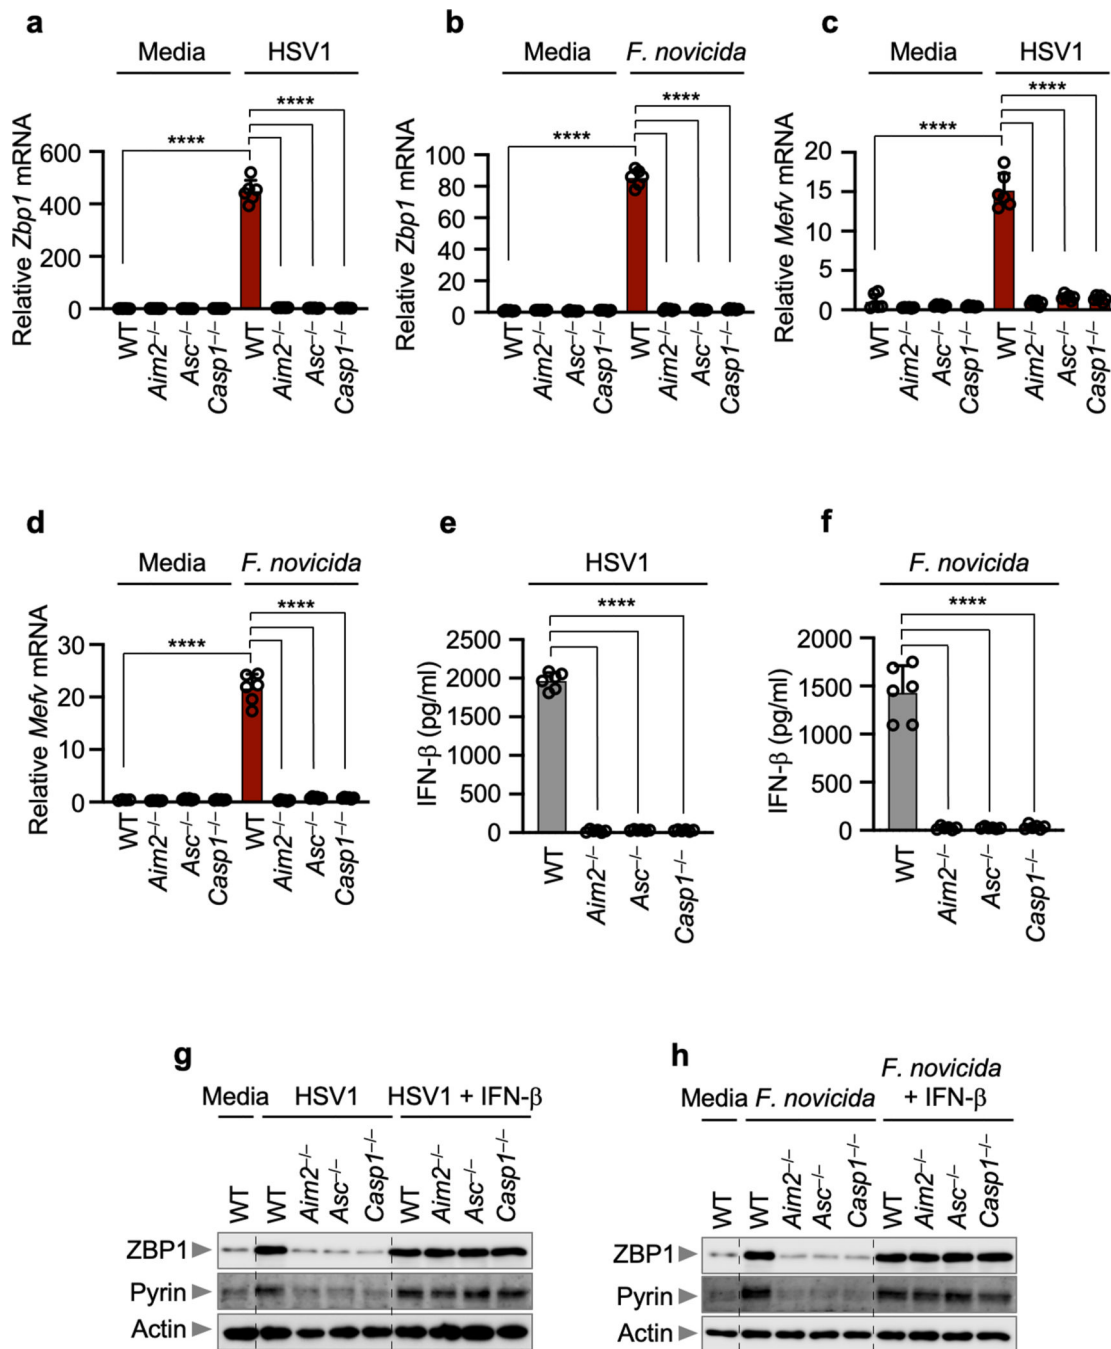 a
Media HSV1
****
****
Relative Zbp1 mRNA
600
400
200
0
WT Aim2–/– Asc–/– Casp1–/– WT Aim2–/– Asc–/– Casp1–/–
b
Media F. novicida
****
****
Relative Zbp1 mRNA
100
80
60
40
20
0
WT Aim2–/– Asc–/– Casp1–/– WT Aim2–/– Asc–/– Casp1–/–
c
Media HSV1
****
****
Relative Mefv mRNA
20
15
10
5
0
WT Aim2–/– Asc–/– Casp1–/– WT Aim2–/– Asc–/– Casp1–/–
d
Media F. novicida
****
****
Relative Mefv mRNA
30
20
10
0
WT Aim2–/– Asc–/– Casp1–/– WT Aim2–/– Asc–/– Casp1–/–
e
HSV1
****
IFN-β (pg/ml)
2500
2000
1500
1000
500
0
WT Aim2–/– Asc–/– Casp1–/–
f
F. novicida
****
IFN-β (pg/ml)
2000
1500
1000
500
0
WT Aim2–/– Asc–/– Casp1–/–
g
Media HSV1 HSV1 + IFN-β
WT WT Aim2–/– Asc–/– Casp1–/– WT Aim2–/– Asc–/– Casp1–/–
ZBP1
Pyrin
Actin
h
F. novicida
Media F. novicida + IFN-β
WT WT Aim2–/– Asc–/– Casp1–/– WT Aim2–/– Asc–/– Casp1–/–
ZBP1
Pyrin
Actin